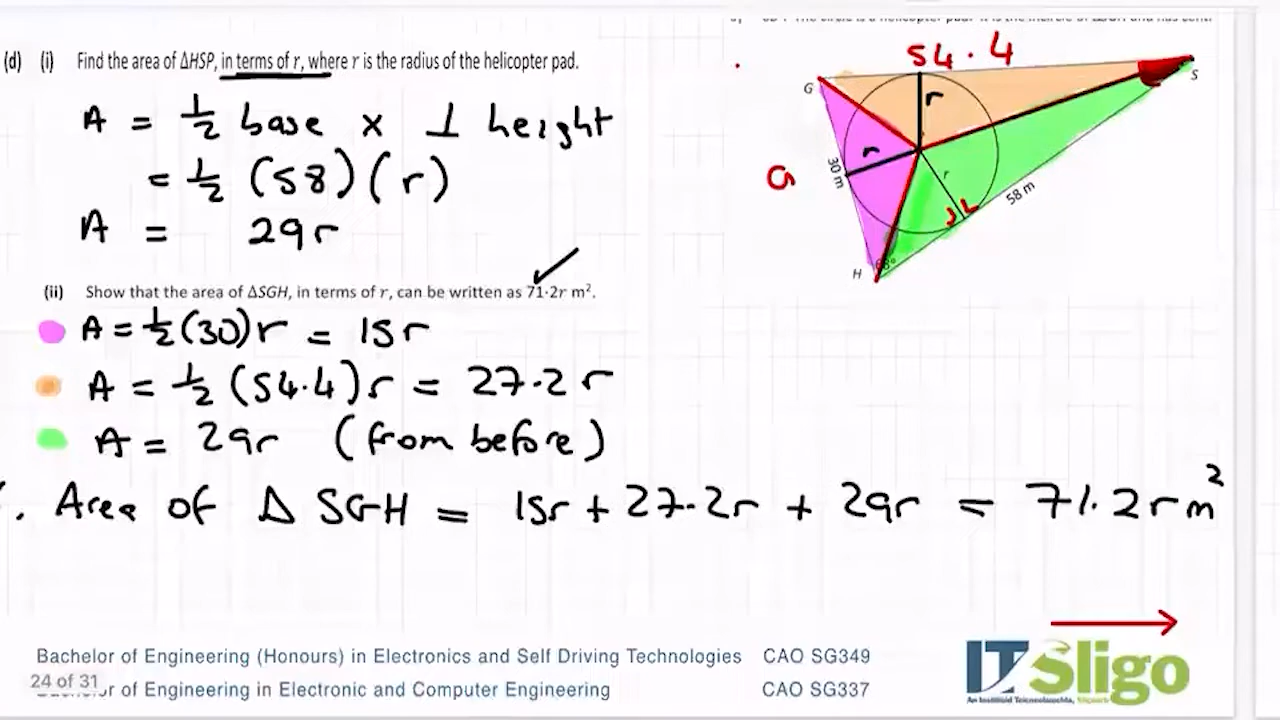 (d) (i) Find the area of ΔHSP, in terms of r, where r is the radius of the helicopter pad.
A = 1/2 base x ⊥ height
= 1/2 (58)(r)
A = 29r
(ii) Show that the area of ΔSGH, in terms of r, can be written as 71·2r m².
A = 1/2 (30)r = 15r
A = 1/2 (54.4)r = 27.2r
A = 29r (from before)
Area of Δ SGH = 15r + 27.2r + 29r = 71.2r m²
54.4
G
S
r
r
r
a
30 m
58 m
H
Bachelor of Engineering (Honours) in Electronics and Self Driving Technologies CAO SG349
24 of 31
of Engineering in Electronic and Computer Engineering CAO SG337
IT Sligo
An Institiúid Teicneolaíochta, Sligeach